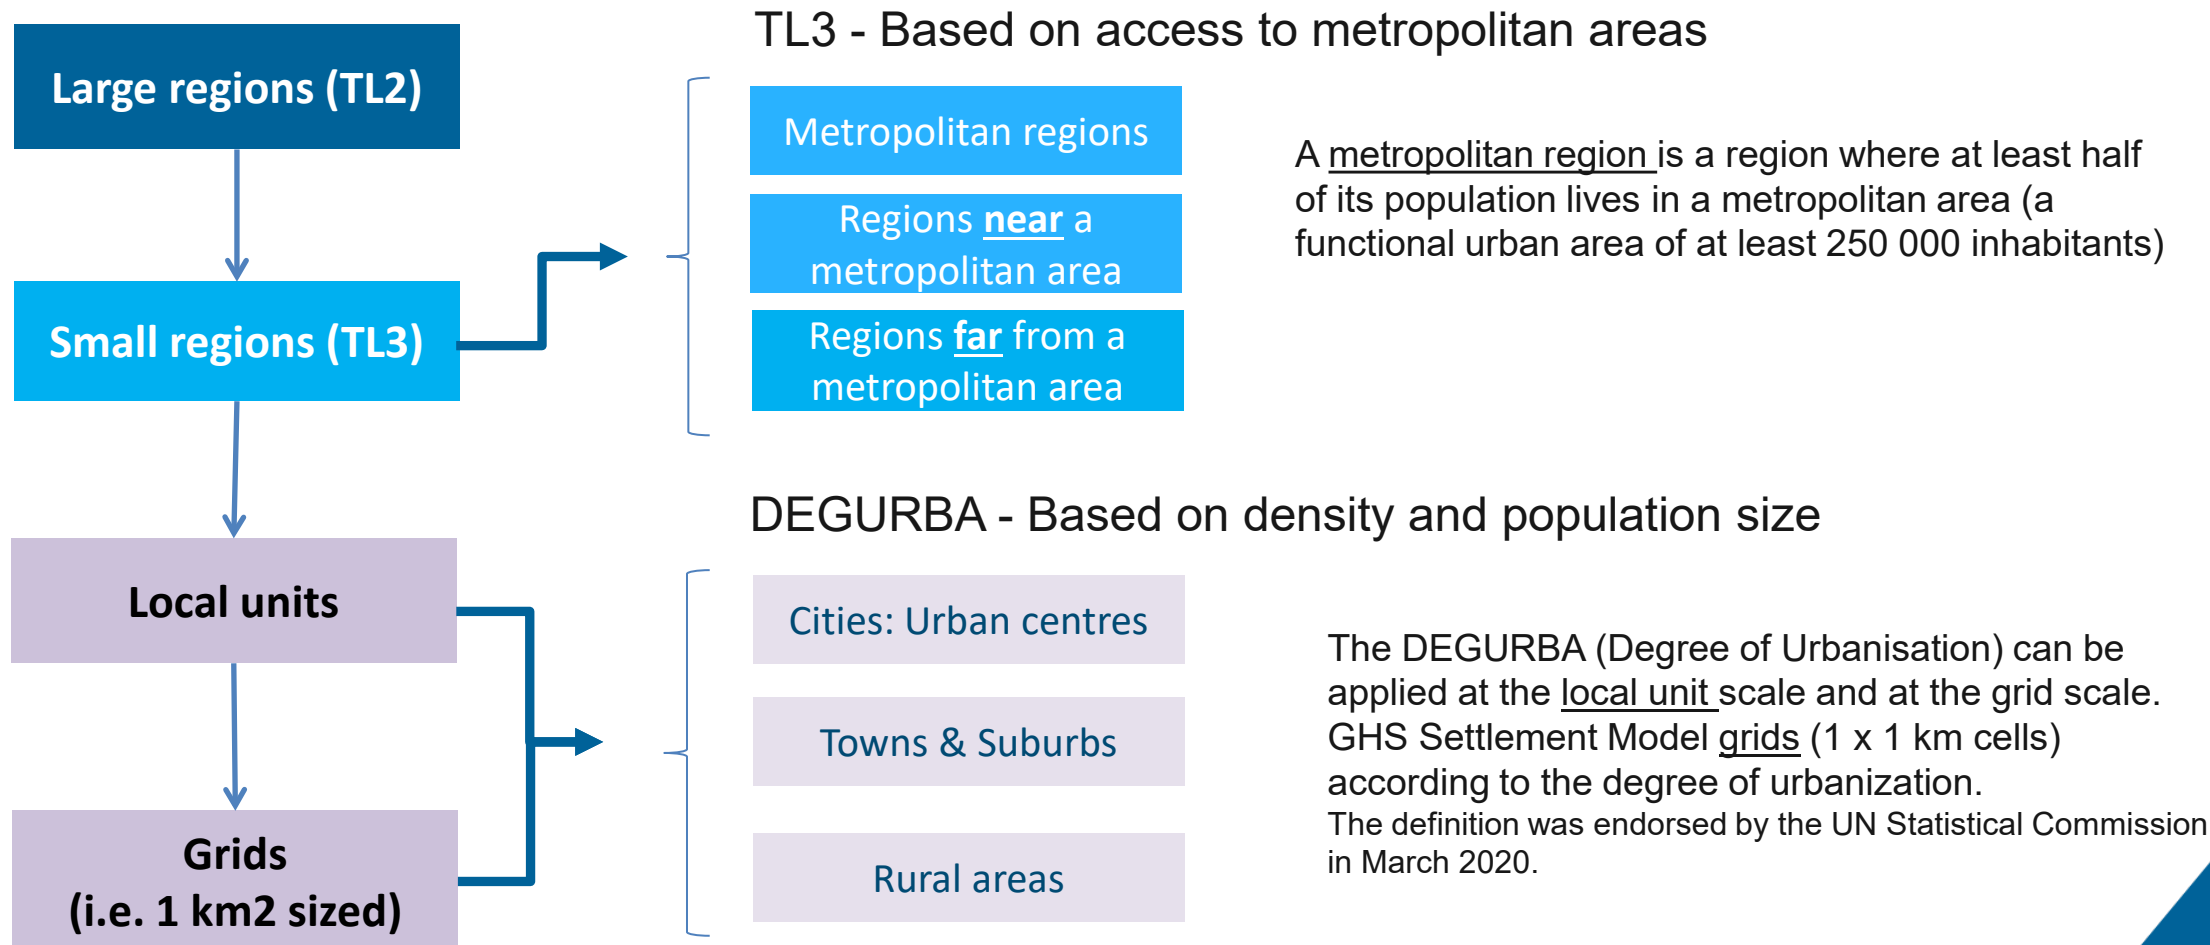 Large regions (TL2)
Small regions (TL3)
Local units
Grids
(i.e. 1 km2 sized)
TL3 - Based on access to metropolitan areas
Metropolitan regions
Regions near a
metropolitan area
Regions far from a
metropolitan area
A metropolitan region is a region where at least half
of its population lives in a metropolitan area (a
functional urban area of at least 250 000 inhabitants)
DEGURBA - Based on density and population size
Cities: Urban centres
Towns & Suburbs
Rural areas
The DEGURBA (Degree of Urbanisation) can be
applied at the local unit scale and at the grid scale.
GHS Settlement Model grids (1 x 1 km cells)
according to the degree of urbanization.
The definition was endorsed by the UN Statistical Commission
in March 2020.